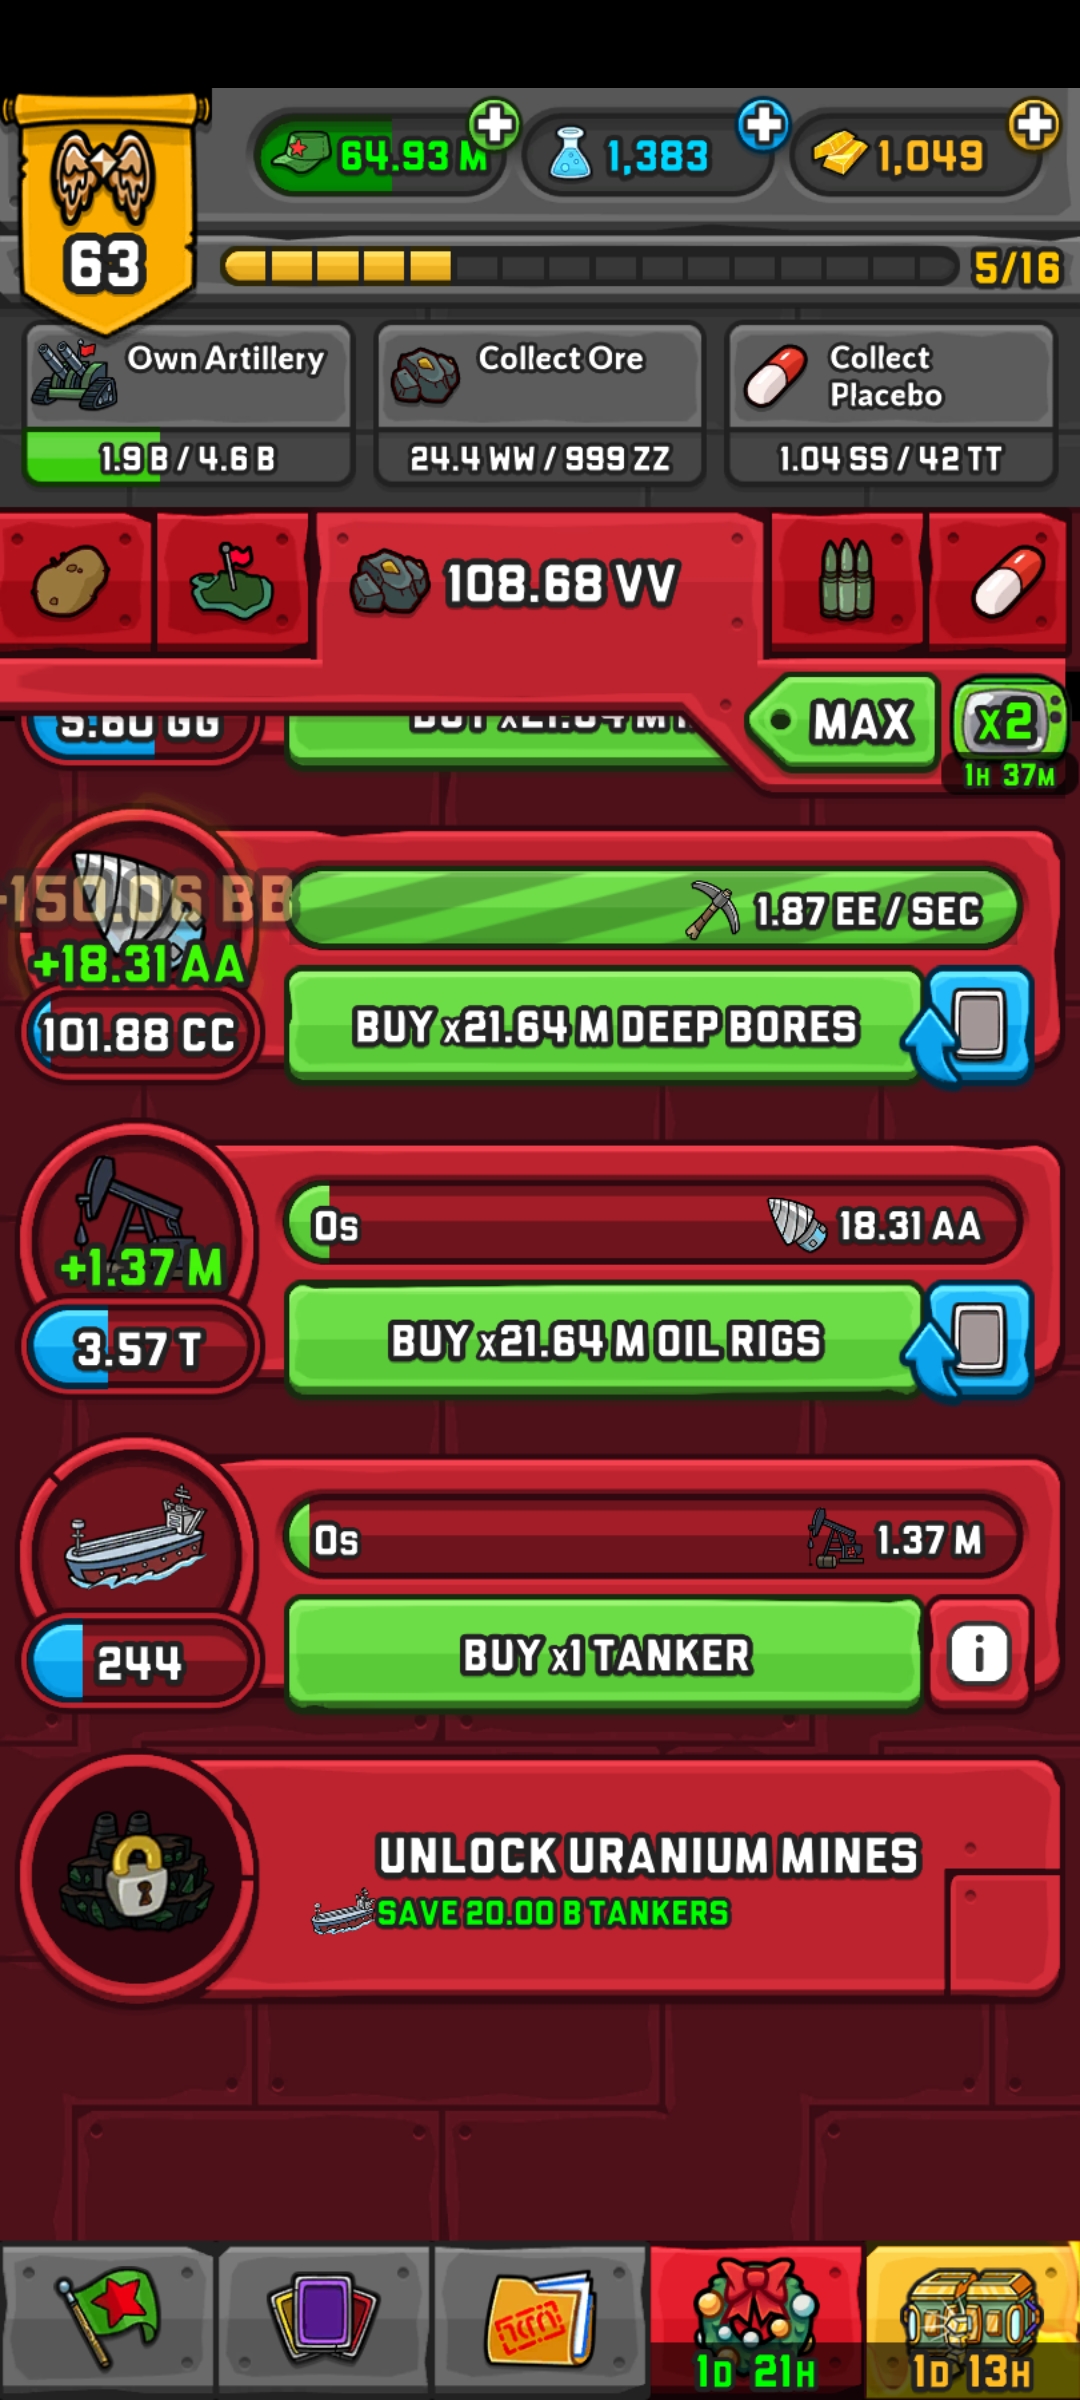 64.93 M
1,383
1,049
63
5/16
Own Artillery
1.9 B / 4.6 B
Collect Ore
24.4 WW / 999 ZZ
Collect
Placebo
1.04 SS / 42 TT
108.68 VV
MAX
x2
1H 37M
5.60 GG
-150.06 BB
+18.31 AA
101.88 CC
1.87 EE / SEC
BUY x21.64 M DEEP BORES
+1.37 M
3.57 T
0s
18.31 AA
BUY x21.64 M OIL RIGS
244
0s
1.37 M
BUY x1 TANKER
i
UNLOCK URANIUM MINES
SAVE 20.00 B TANKERS
1D 21H
1D 13H